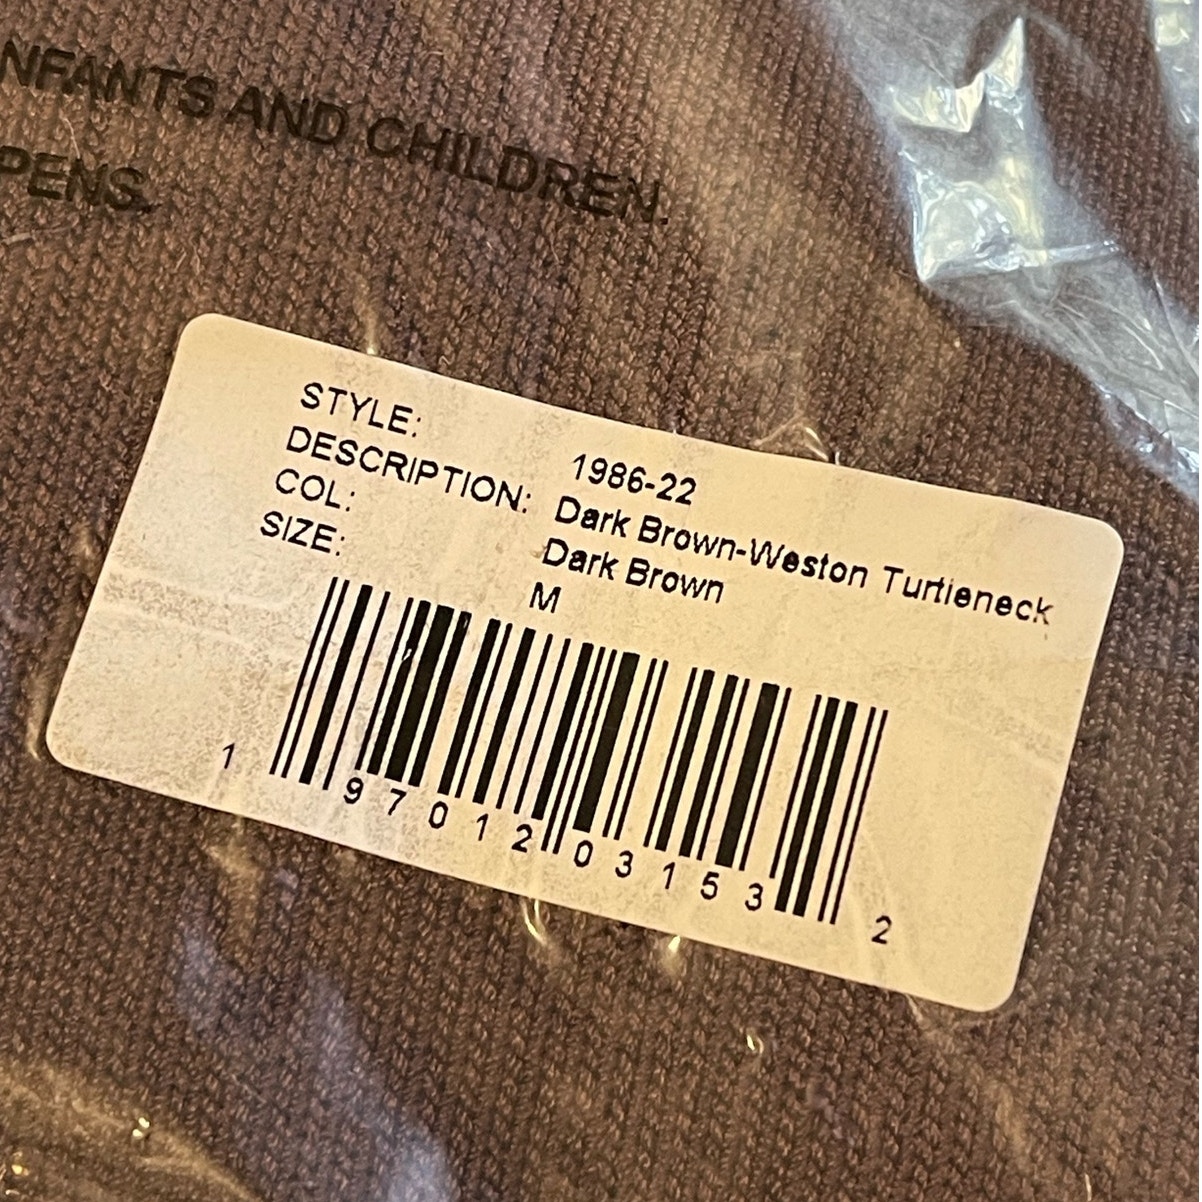 NFANTS AND CHILDREN.
PENS.
STYLE: 1986-22
DESCRIPTION: Dark Brown-Weston Turtleneck
COL: Dark Brown
SIZE: M
1 97012 03153 2